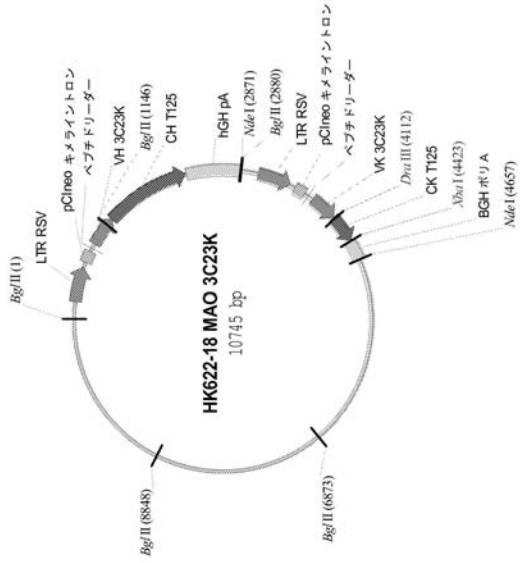 BglII (1)
LTR RSV
pCIneo キメライントロン
ペプチドリーダー
VH 3C23K
BglII (1146)
CH T125
hGH pA
NdeI (2871)
BglII (2880)
LTR RSV
pCIneo キメライントロン
ペプチドリーダー
VK 3C23K
DraIII (4112)
CK T125
XbaI (4423)
BGH ポリ A
NdeI (4657)
BglII (6873)
BglII (8848)
HK622-18 MAO 3C23K
10745 bp